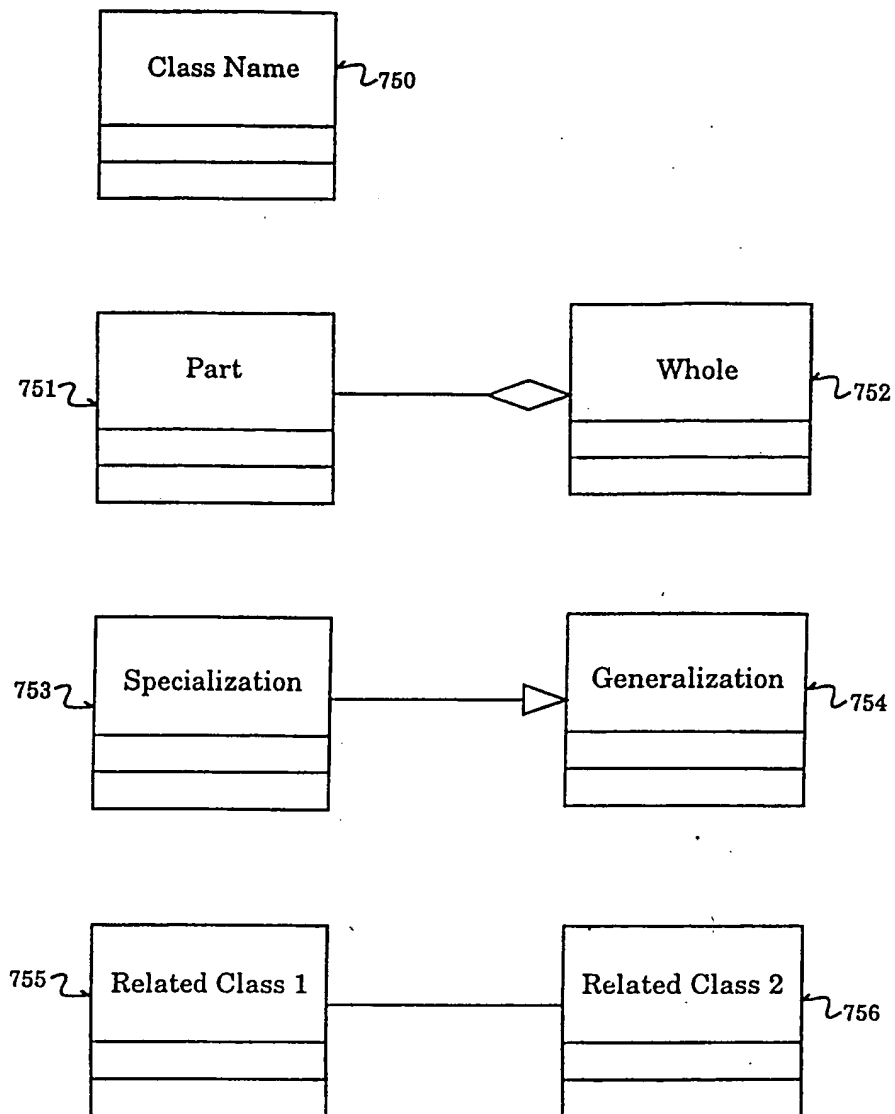 Class Name
750
Part
751
Whole
752
Specialization
753
Generalization
754
Related Class 1
755
Related Class 2
756